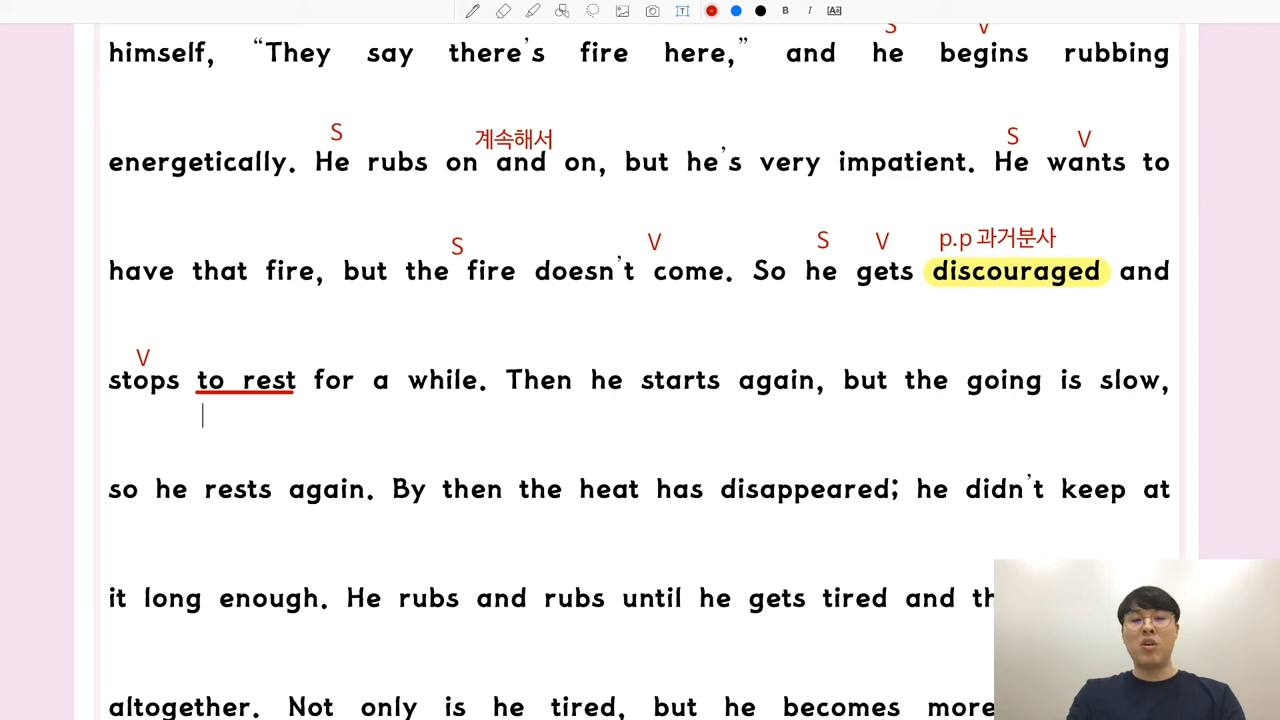 B I Aa
S V
himself, “They say there’s fire here,” and he begins rubbing
S 계속해서 S V
energetically. He rubs on and on, but he’s very impatient. He wants to
S V S V p.p 과거분사
have that fire, but the fire doesn’t come. So he gets discouraged and
V
stops to rest for a while. Then he starts again, but the going is slow,
so he rests again. By then the heat has disappeared; he didn’t keep at
it long enough. He rubs and rubs until he gets tired and
altogether. Not only is he tired, but he becomes more